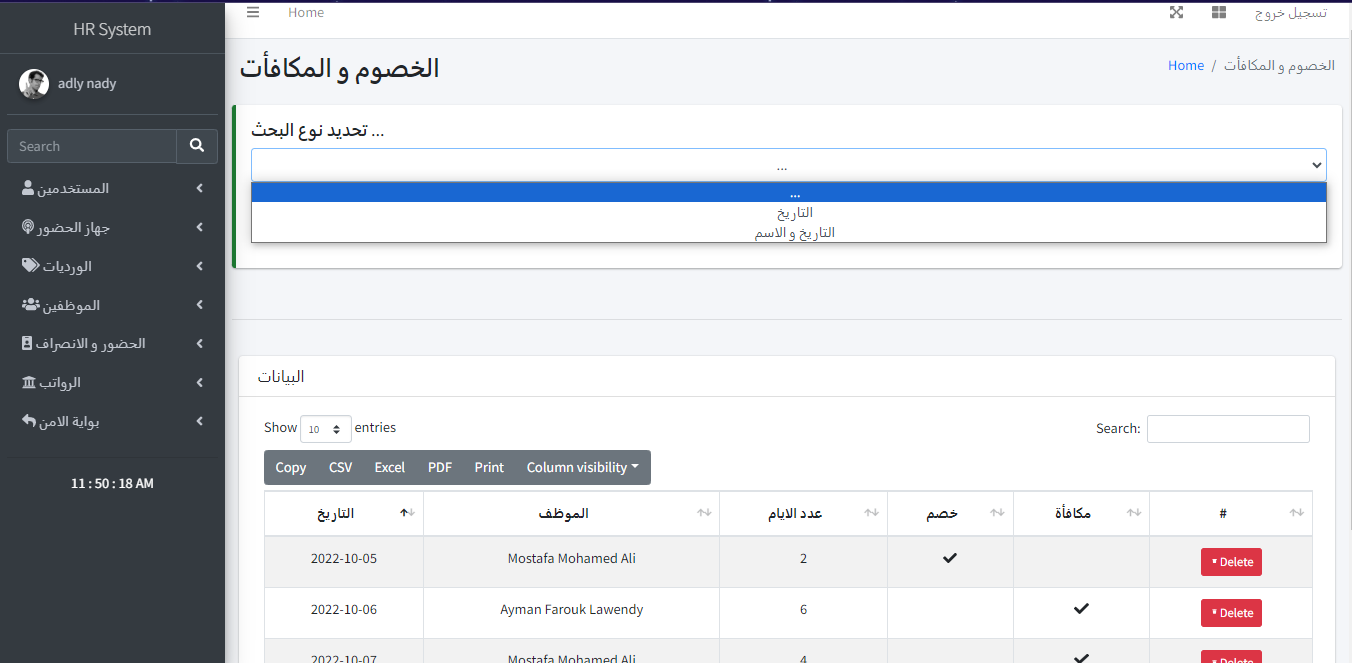 HR System
adly nady
Search
المستخدمين
جهاز الحضور
الورديات
الموظفين
الحضور و الانصراف
الرواتب
بوابة الامن
11 : 50 : 18 AM
Home
تسجيل خروج
الخصوم و المكافأت
Home / الخصوم و المكافأت
تحديد نوع البحث ...
...
...
التاريخ
التاريخ و الاسم
البيانات
Show 10 entries
Search:
Copy CSV Excel PDF Print Column visibility
التاريخ الموظف عدد الايام خصم مكافأة #
2022-10-05 Mostafa Mohamed Ali 2 ✔ Delete
2022-10-06 Ayman Farouk Lawendy 6 ✔ Delete
2022-10-07 Mostafa Mohamed Ali 4 ✔ Delete